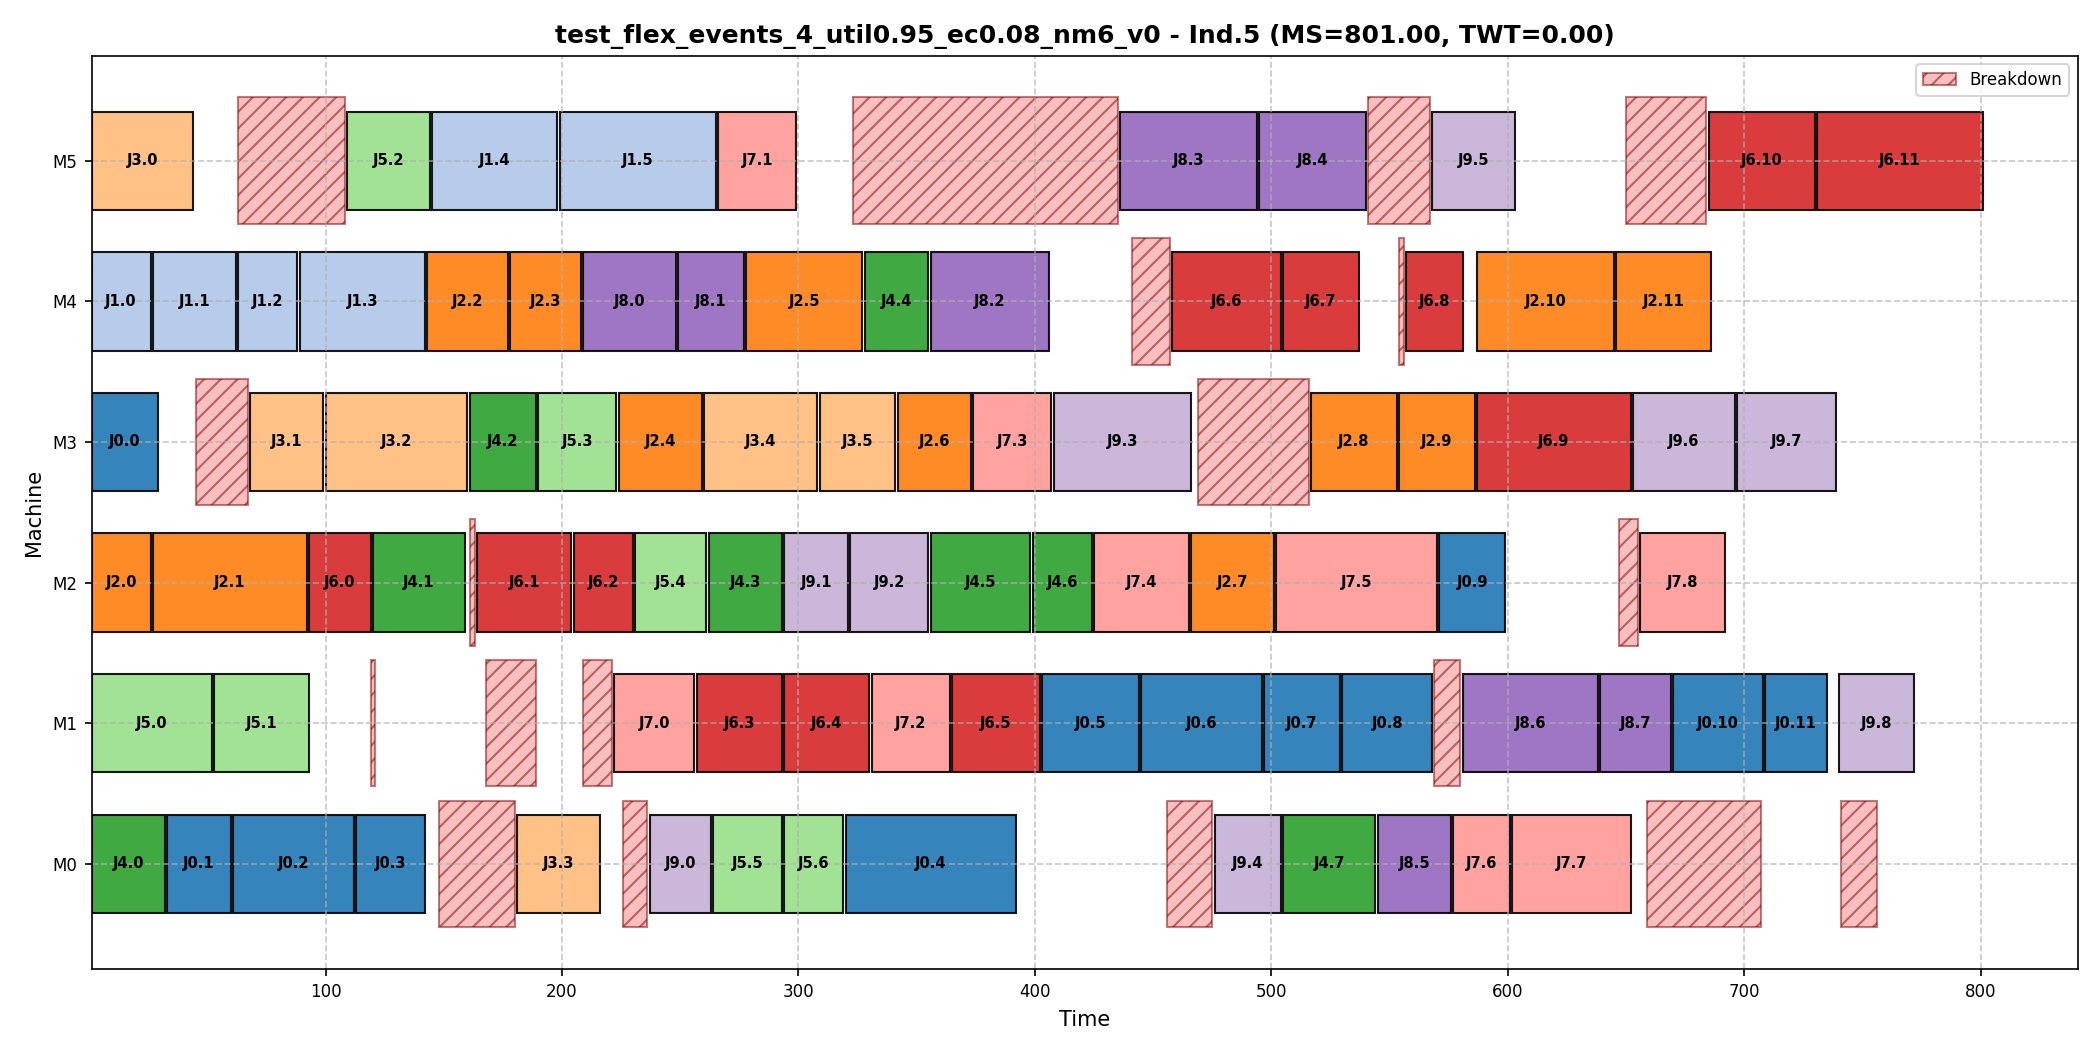 test_flex_events_4_util0.95_ec0.08_nm6_v0 - Ind.5 (MS=801.00, TWT=0.00)
Breakdown
M5 J3.0 J5.2 J1.4 J1.5 J7.1 J8.3 J8.4 J9.5 J6.10 J6.11
M4 J1.0 J1.1 J1.2 J1.3 J2.2 J2.3 J8.0 J8.1 J2.5 J4.4 J8.2 J6.6 J6.7 J6.8 J2.10 J2.11
M3 J0.0 J3.1 J3.2 J4.2 J5.3 J2.4 J3.4 J3.5 J2.6 J7.3 J9.3 J2.8 J2.9 J6.9 J9.6 J9.7
Machine
M2 J2.0 J2.1 J6.0 J4.1 J6.1 J6.2 J5.4 J4.3 J9.1 J9.2 J4.5 J4.6 J7.4 J2.7 J7.5 J0.9 J7.8
M1 J5.0 J5.1 J7.0 J6.3 J6.4 J7.2 J6.5 J0.5 J0.6 J0.7 J0.8 J8.6 J8.7 J0.10 J0.11 J9.8
M0 J4.0 J0.1 J0.2 J0.3 J3.3 J9.0 J5.5 J5.6 J0.4 J9.4 J4.7 J8.5 J7.6 J7.7
100 200 300 400 500 600 700 800
Time